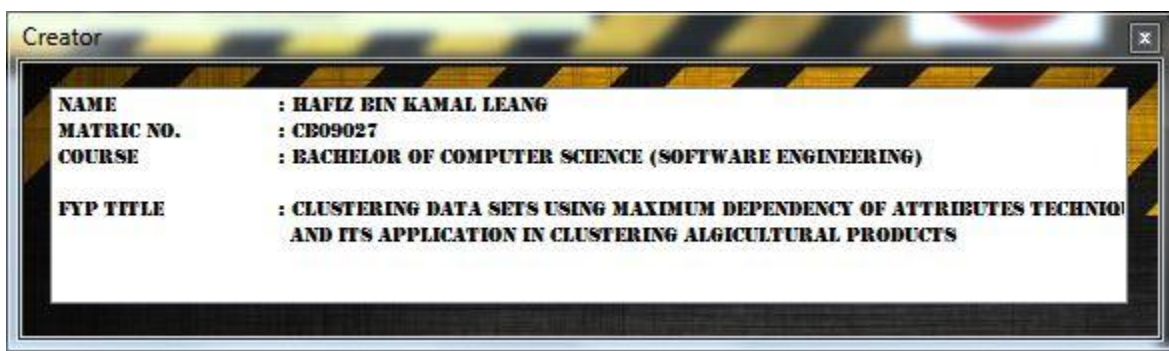 Creator
NAME : HAFIZ BIN KAMAL LEANG
MATRIC NO. : CB09027
COURSE : BACHELOR OF COMPUTER SCIENCE (SOFTWARE ENGINEERING)
FYP TITLE : CLUSTERING DATA SETS USING MAXIMUM DEPENDENCY OF ATTRIBUTES
AND ITS APPLICATION IN CLUSTERING ALGICULTURAL PRODUCTS